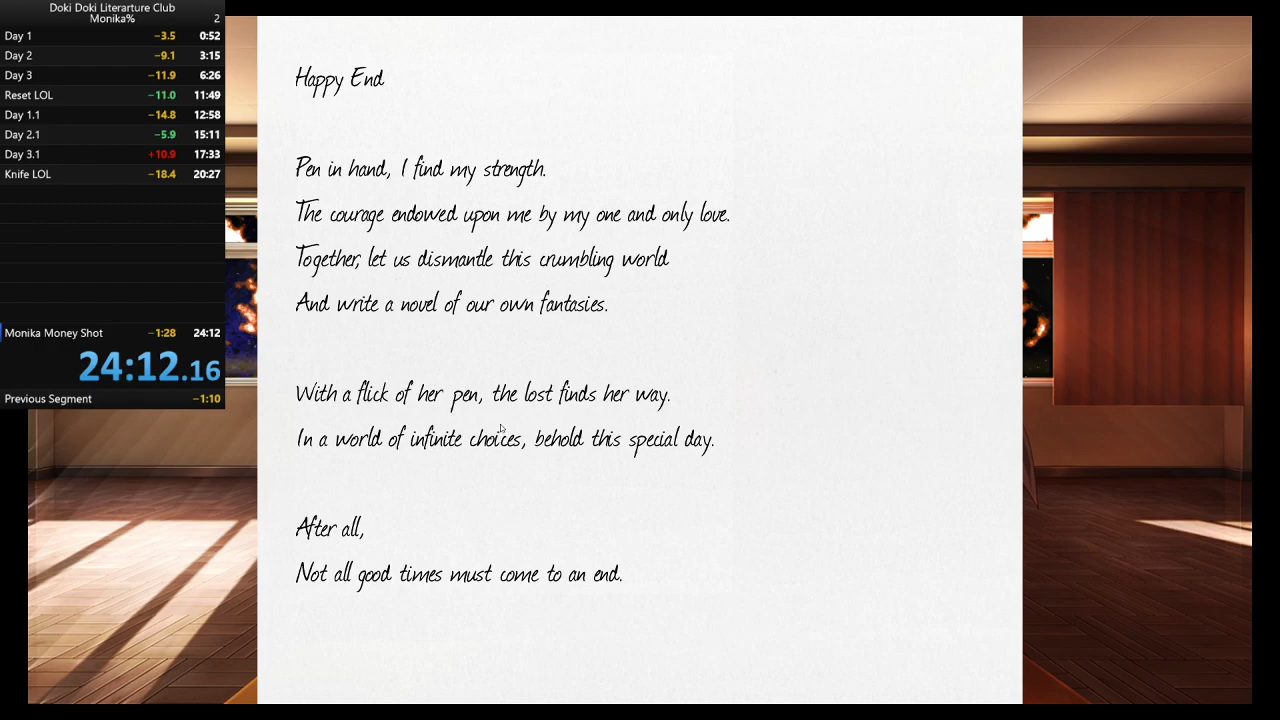 Doki Doki Literarture Club
Monika% 2
Day 1 −3.5 0:52
Day 2 −9.1 3:15
Day 3 −11.9 6:26
Reset LOL −11.0 11:49
Day 1.1 −14.8 12:58
Day 2.1 −5.9 15:11
Day 3.1 +10.9 17:33
Knife LOL −18.4 20:27
Monika Money Shot −1:28 24:12
24:12.16
Previous Segment −1:10
Happy End
Pen in hand, I find my strength.
The courage endowed upon me by my one and only love.
Together, let us dismantle this crumbling world
And write a novel of our own fantasies.
With a flick of her pen, the lost finds her way.
In a world of infinite choices, behold this special day.
After all,
Not all good times must come to an end.